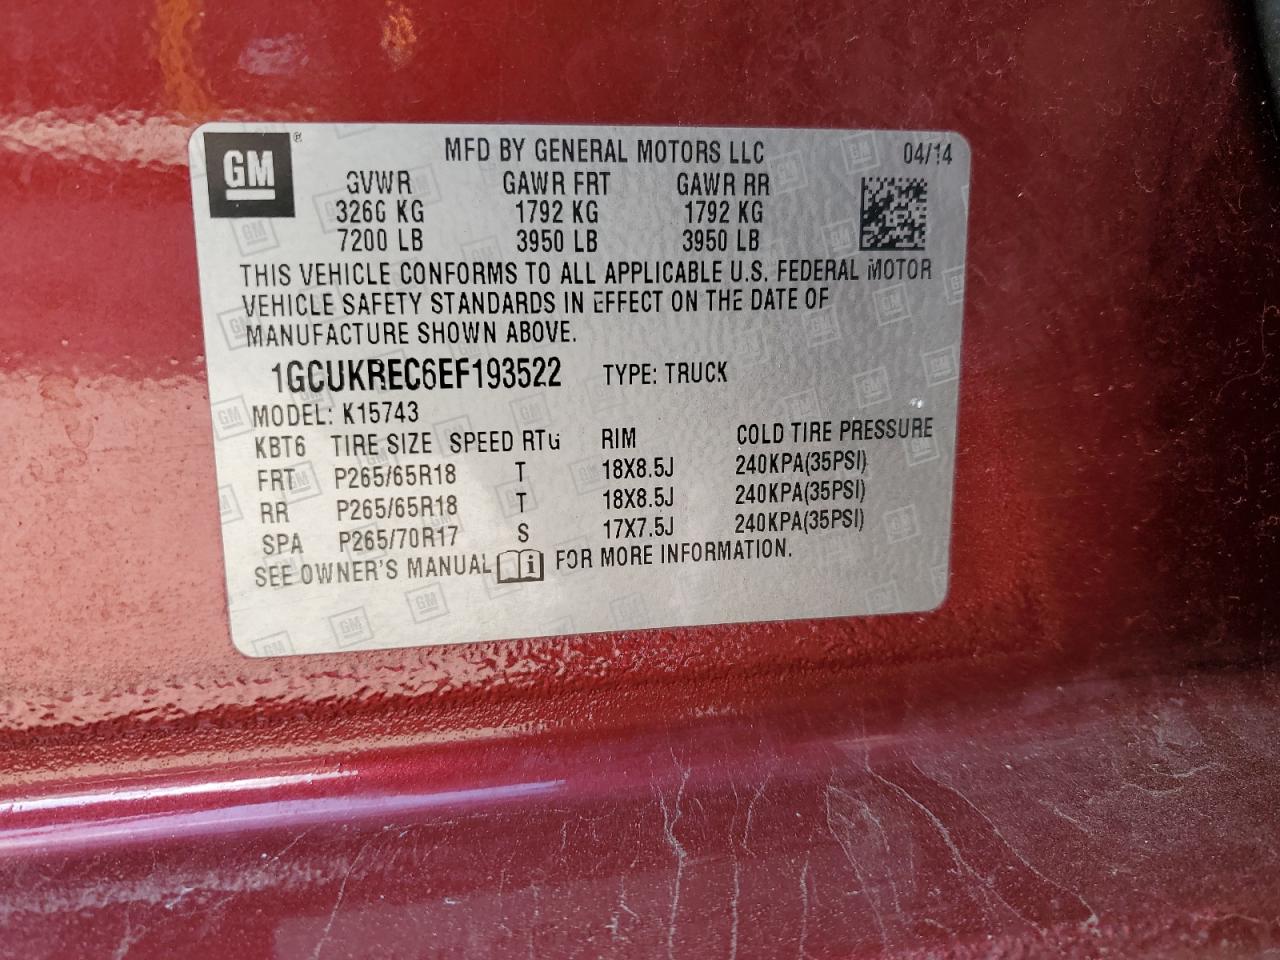 GM ® MFD BY GENERAL MOTORS LLC 04/14
GVWR GAWR FRT GAWR RR
3266 KG 1792 KG 1792 KG
7200 LB 3950 LB 3950 LB
THIS VEHICLE CONFORMS TO ALL APPLICABLE U.S. FEDERAL MOTOR
VEHICLE SAFETY STANDARDS IN EFFECT ON THE DATE OF
MANUFACTURE SHOWN ABOVE.
1GCUKREC6EF193522 TYPE: TRUCK
MODEL: K15743
KBT6 TIRE SIZE SPEED RTG RIM COLD TIRE PRESSURE
FRT P265/65R18 T 18X8.5J 240KPA(35PSI)
RR P265/65R18 T 18X8.5J 240KPA(35PSI)
SPA P265/70R17 S 17X7.5J 240KPA(35PSI)
SEE OWNER'S MANUAL i FOR MORE INFORMATION.